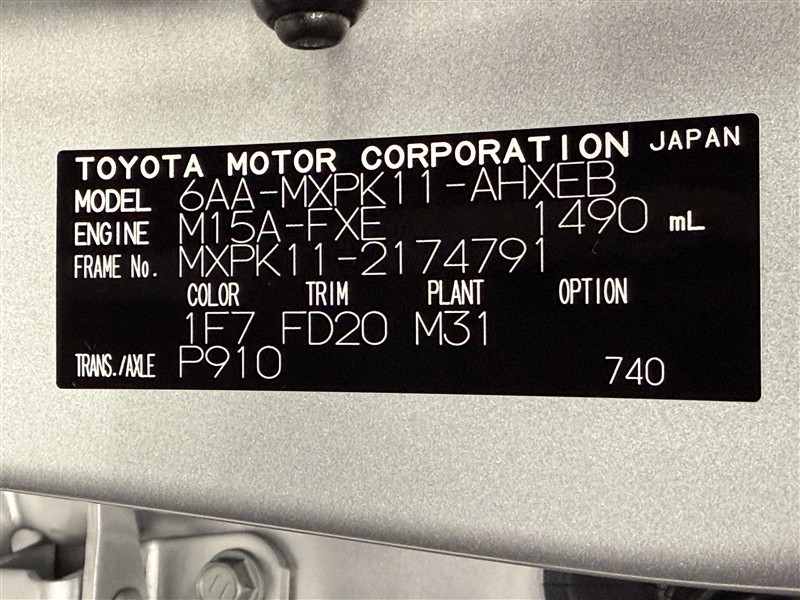 TOYOTA MOTOR CORPORATION JAPAN
MODEL 6AA-MXPK11-AHXEB
ENGINE M15A-FXE 1490 mL
FRAME No. MXPK11-2174791
COLOR TRIM PLANT OPTION
1F7 FD20 M31
TRANS./AXLE P910 740